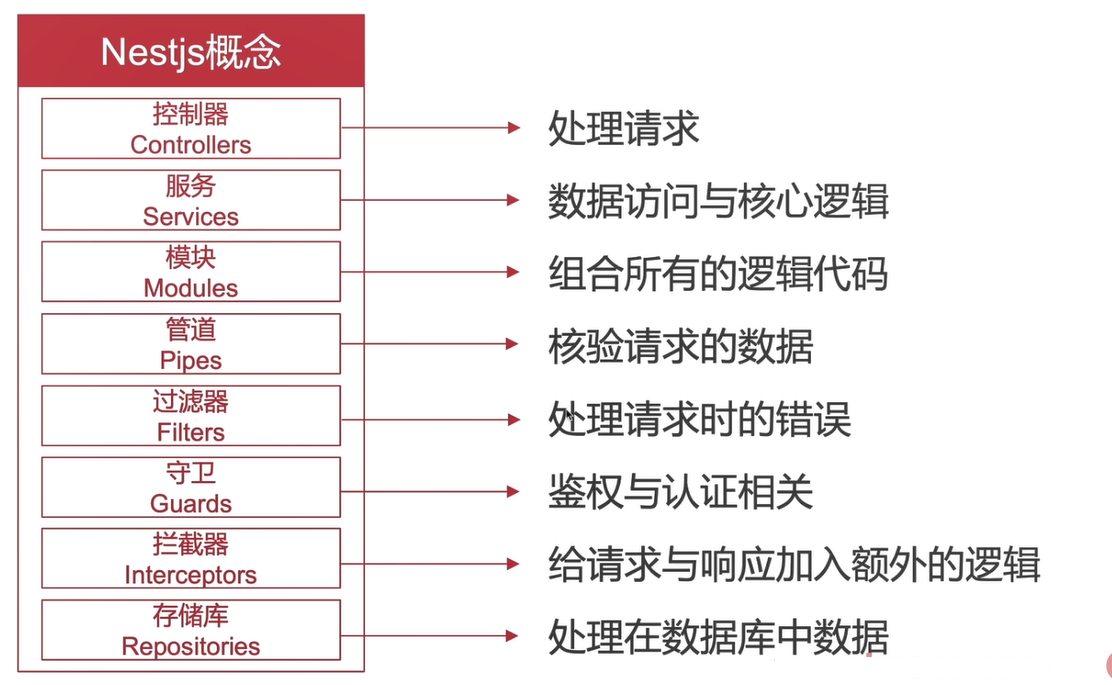 Nestjs概念
控制器
Controllers
处理请求
服务
Services
数据访问与核心逻辑
模块
Modules
组合所有的逻辑代码
管道
Pipes
核验请求的数据
过滤器
Filters
处理请求时的错误
守卫
Guards
鉴权与认证相关
拦截器
Interceptors
给请求与响应加入额外的逻辑
存储库
Repositories
处理在数据库中数据